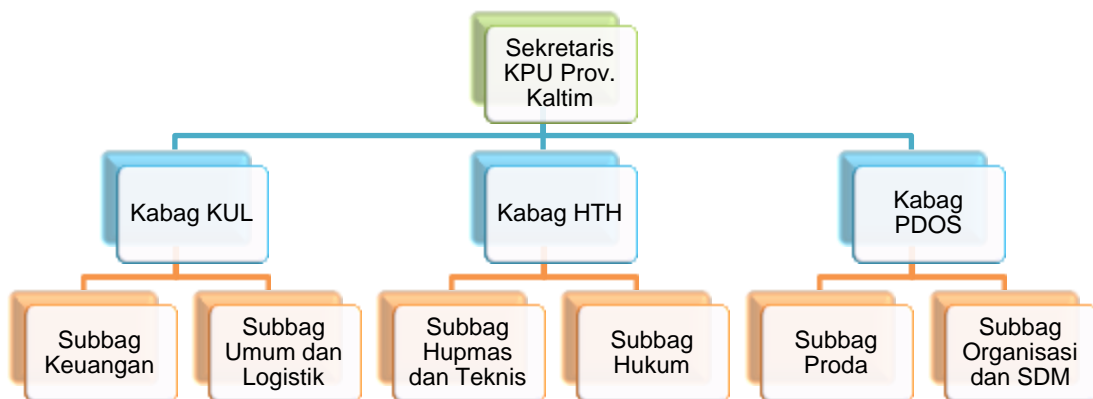 Sekretaris
KPU Prov.
Kaltim
Kabag KUL
Kabag HTH
Kabag
PDOS
Subbag
Keuangan
Subbag
Umum dan
Logistik
Subbag
Hupmas
dan Teknis
Subbag
Hukum
Subbag
Proda
Subbag
Organisasi
dan SDM